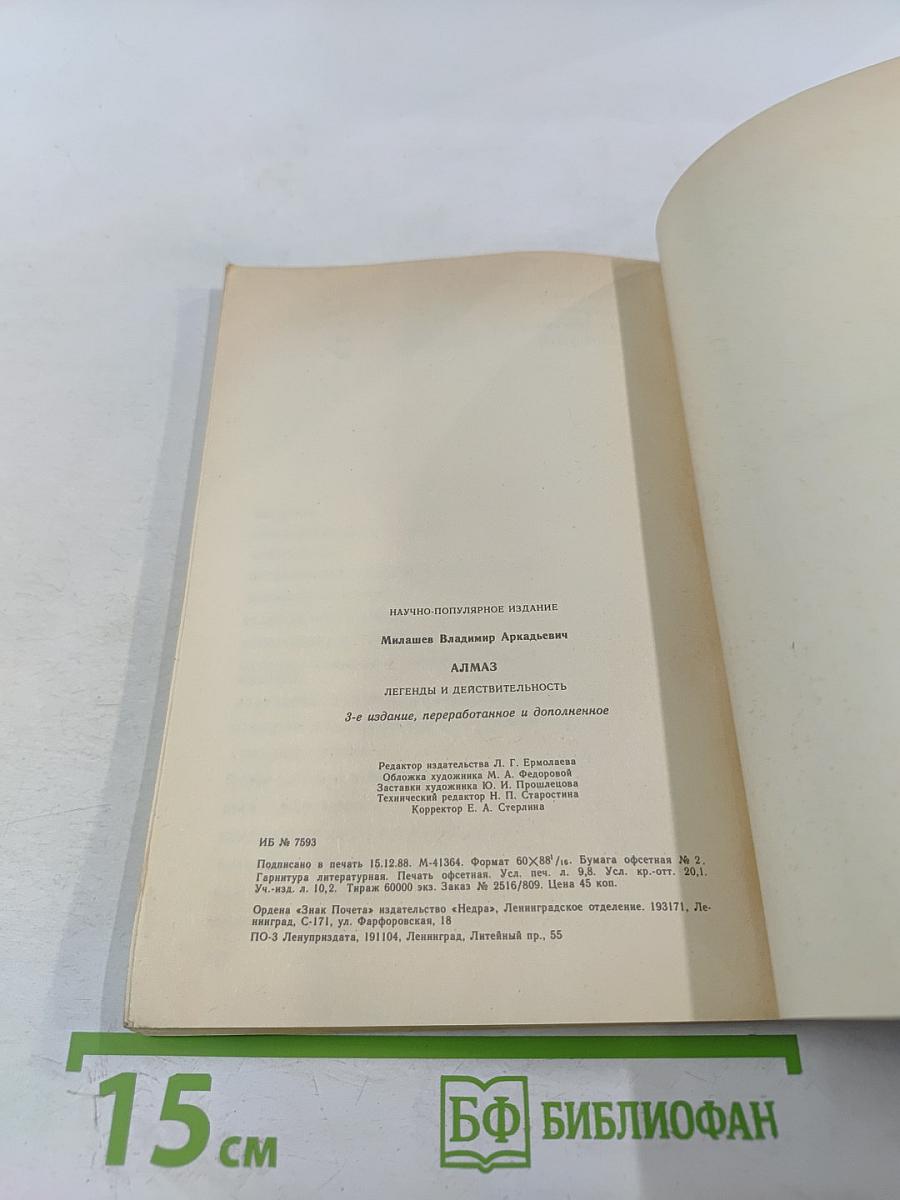 НАУЧНО-ПОПУЛЯРНОЕ ИЗДАНИЕ
Милашев Владимир Аркадьевич
АЛМАЗ
ЛЕГЕНДЫ И ДЕЙСТВИТЕЛЬНОСТЬ
3-е издание, переработанное и дополненное
Редактор издательства Л. Г. Ермолаева
Обложка художника М. А. Федоровой
Заставки художника Ю. И. Прошлецова
Технический редактор Н. П. Старостина
Корректор Е. А. Стерлина
ИБ № 7593
Подписано в печать 15.12.88. М-41364. Формат 60×88¹/₁₆. Бумага офсетная № 2.
Гарнитура литературная. Печать офсетная. Усл. печ. л. 9,8. Усл. кр.-отт. 20,1.
Уч.-изд. л. 10,2. Тираж 60000 экз. Заказ № 2516/809. Цена 45 коп.
Ордена «Знак Почета» издательство «Недра», Ленинградское отделение. 193171, Ле-
нинград, С-171, ул. Фарфоровская, 18
ПО-3 Ленуприздата, 191104, Ленинград, Литейный пр., 55
15 см
БФ БИБЛИОФАН